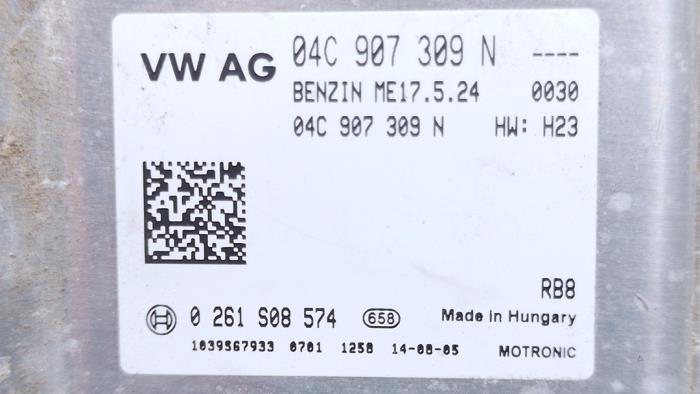 VW AG 04C 907 309 N ----
BENZIN ME17.5.24 0030
04C 907 309 N HW: H23
RB8
0 261 S08 574 658 Made in Hungary
1039S67933 0701 1258 14-08-05 MOTRONIC